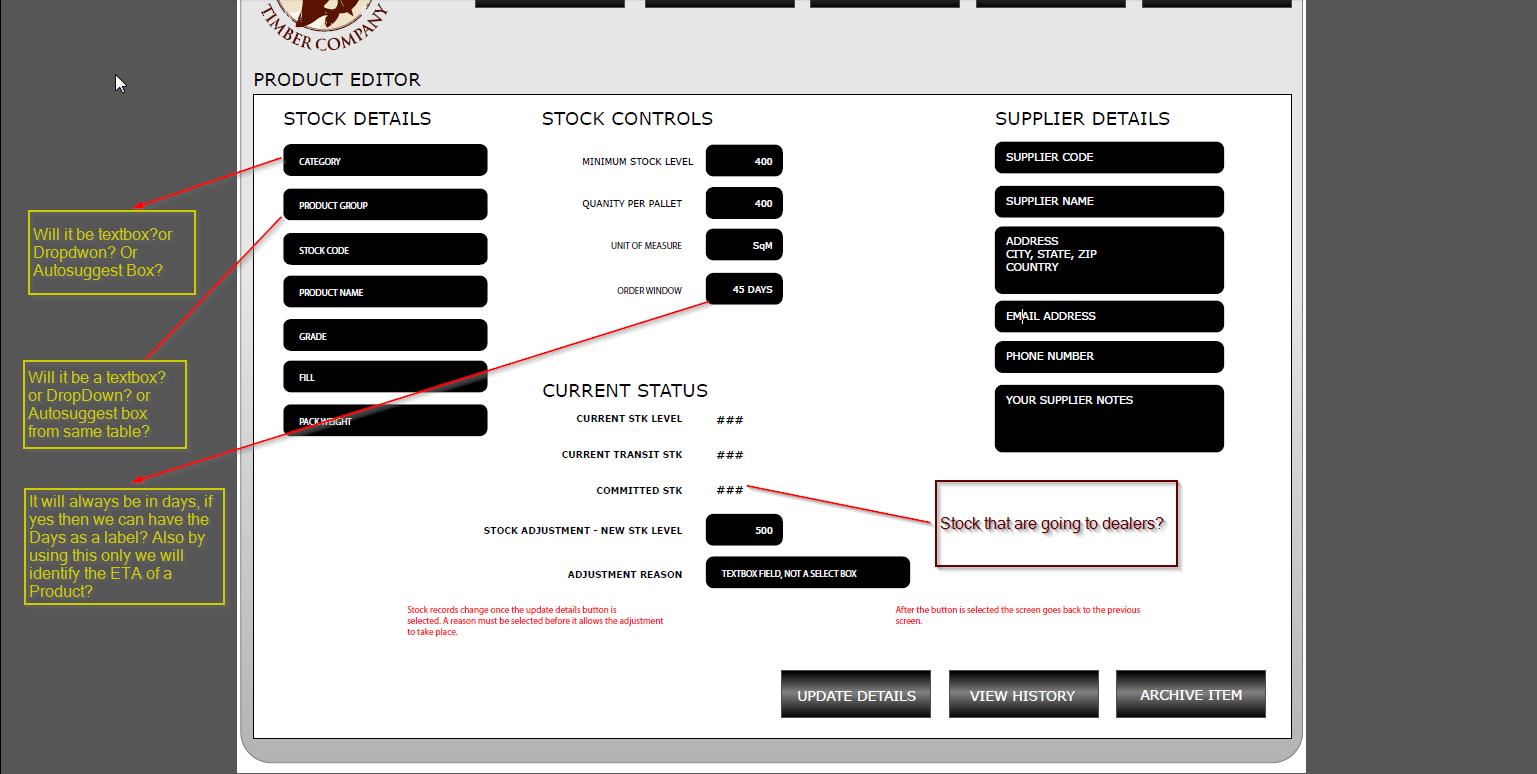 TIMBER COMPANY
PRODUCT EDITOR
STOCK DETAILS
CATEGORY
PRODUCT GROUP
STOCK CODE
PRODUCT NAME
GRADE
FILL
PACK WEIGHT
STOCK CONTROLS
MINIMUM STOCK LEVEL 400
QUANITY PER PALLET 400
UNIT OF MEASURE SqM
ORDER WINDOW 45 DAYS
CURRENT STATUS
CURRENT STK LEVEL ###
CURRENT TRANSIT STK ###
COMMITTED STK ###
STOCK ADJUSTMENT - NEW STK LEVEL 500
ADJUSTMENT REASON TEXTBOX FIELD, NOT A SELECT BOX
SUPPLIER DETAILS
SUPPLIER CODE
SUPPLIER NAME
ADDRESS
CITY, STATE, ZIP
COUNTRY
EMAIL ADDRESS
PHONE NUMBER
YOUR SUPPLIER NOTES
Will it be textbox?or
Dropdwon? Or
Autosuggest Box?
Will it be a textbox?
or DropDown? or
Autosuggest box
from same table?
It will always be in days, if
yes then we can have the
Days as a label? Also by
using this only we will
identify the ETA of a
Product?
Stock that are going to dealers?
Stock records change once the update details button is
selected. A reason must be selected before it allows the adjustment
to take place.
After the button is selected the screen goes back to the previous
screen.
UPDATE DETAILS
VIEW HISTORY
ARCHIVE ITEM